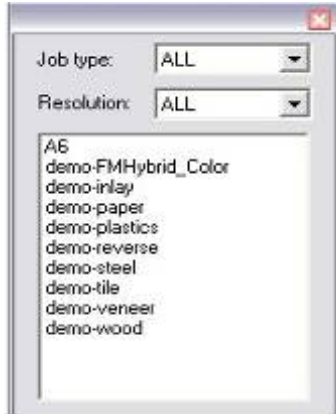 Job type: ALL
Resolution: ALL
A6
demo-FMHybrid_Color
demo-inlay
demo-paper
demo-plastics
demo-reverse
demo-steel
demo-tile
demo-veneer
demo-wood